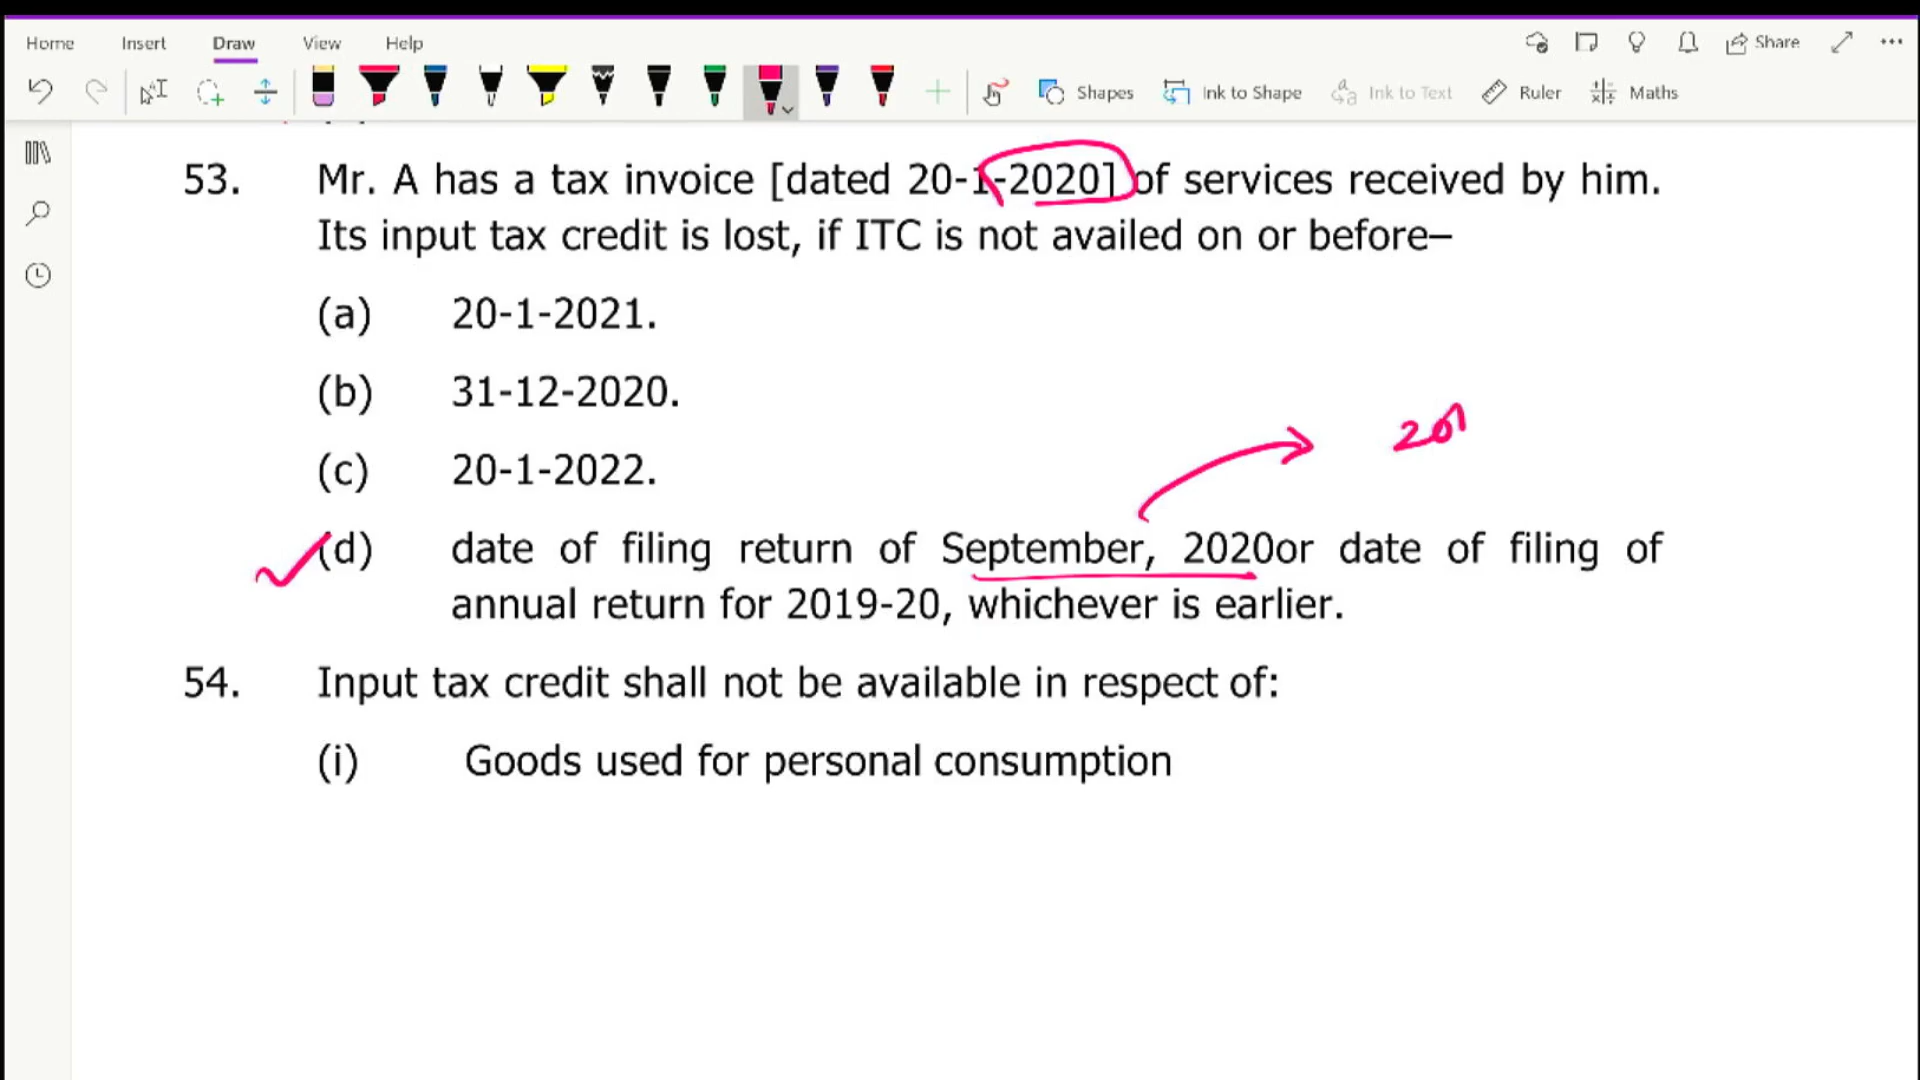 Home Insert Draw View Help Share
Shapes Ink to Shape Ink to Text Ruler Maths
53. Mr. A has a tax invoice [dated 20-1-2020] of services received by him.
Its input tax credit is lost, if ITC is not availed on or before–
(a) 20-1-2021.
(b) 31-12-2020.
(c) 20-1-2022.
(d) date of filing return of September, 2020or date of filing of
annual return for 2019-20, whichever is earlier.
54. Input tax credit shall not be available in respect of:
(i) Goods used for personal consumption